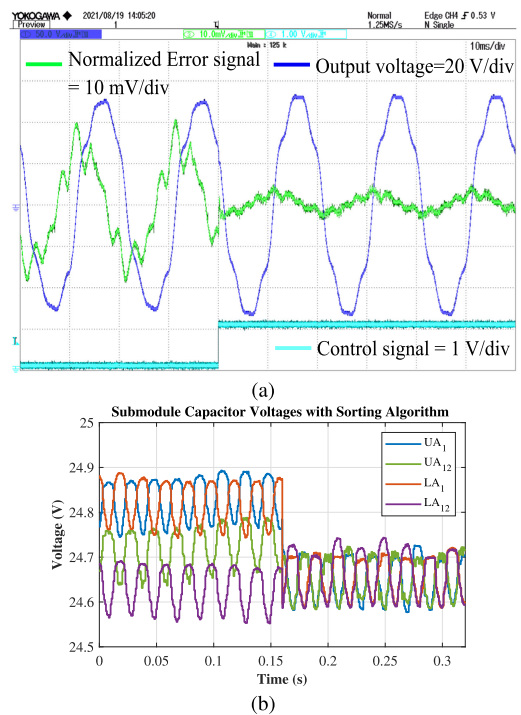 YOKOGAWA ◆ 2021/08/19 14:05:20 Normal Edge CH4 0.53 V
Preview 1 1.25MS/s N Single
Main : 125 k 10ms/div
Normalized Error signal
= 10 mV/div
Output voltage=20 V/div
Control signal = 1 V/div
(a)
Submodule Capacitor Voltages with Sorting Algorithm
25
24.9
24.8
24.7
24.6
24.5
Voltage (V)
UA1
UA12
LA1
LA12
0 0.05 0.1 0.15 0.2 0.25 0.3
Time (s)
(b)